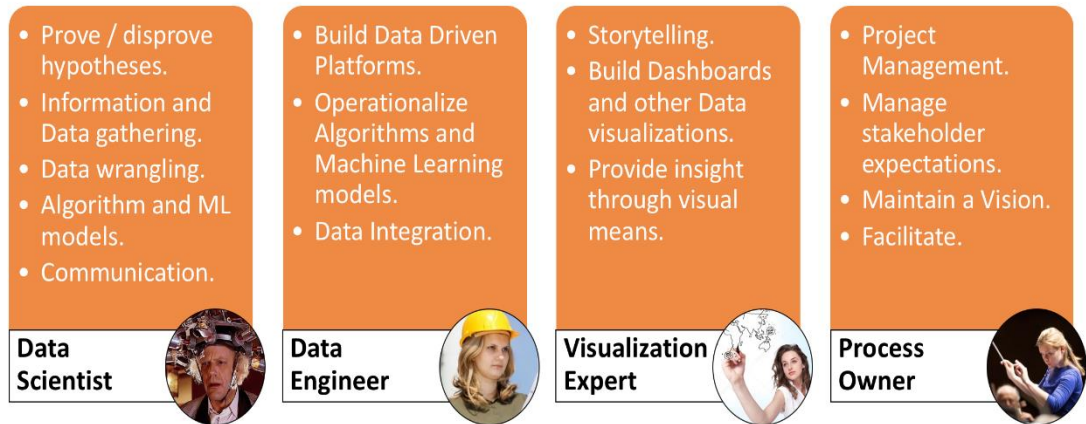 • Prove / disprove
hypotheses.
• Information and
Data gathering.
• Data wrangling.
• Algorithm and ML
models.
• Communication.
Data
Scientist
• Build Data Driven
Platforms.
• Operationalize
Algorithms and
Machine Learning
models.
• Data Integration.
Data
Engineer
• Storytelling.
• Build Dashboards
and other Data
visualizations.
• Provide insight
through visual
means.
Visualization
Expert
• Project
Management.
• Manage
stakeholder
expectations.
• Maintain a Vision.
• Facilitate.
Process
Owner